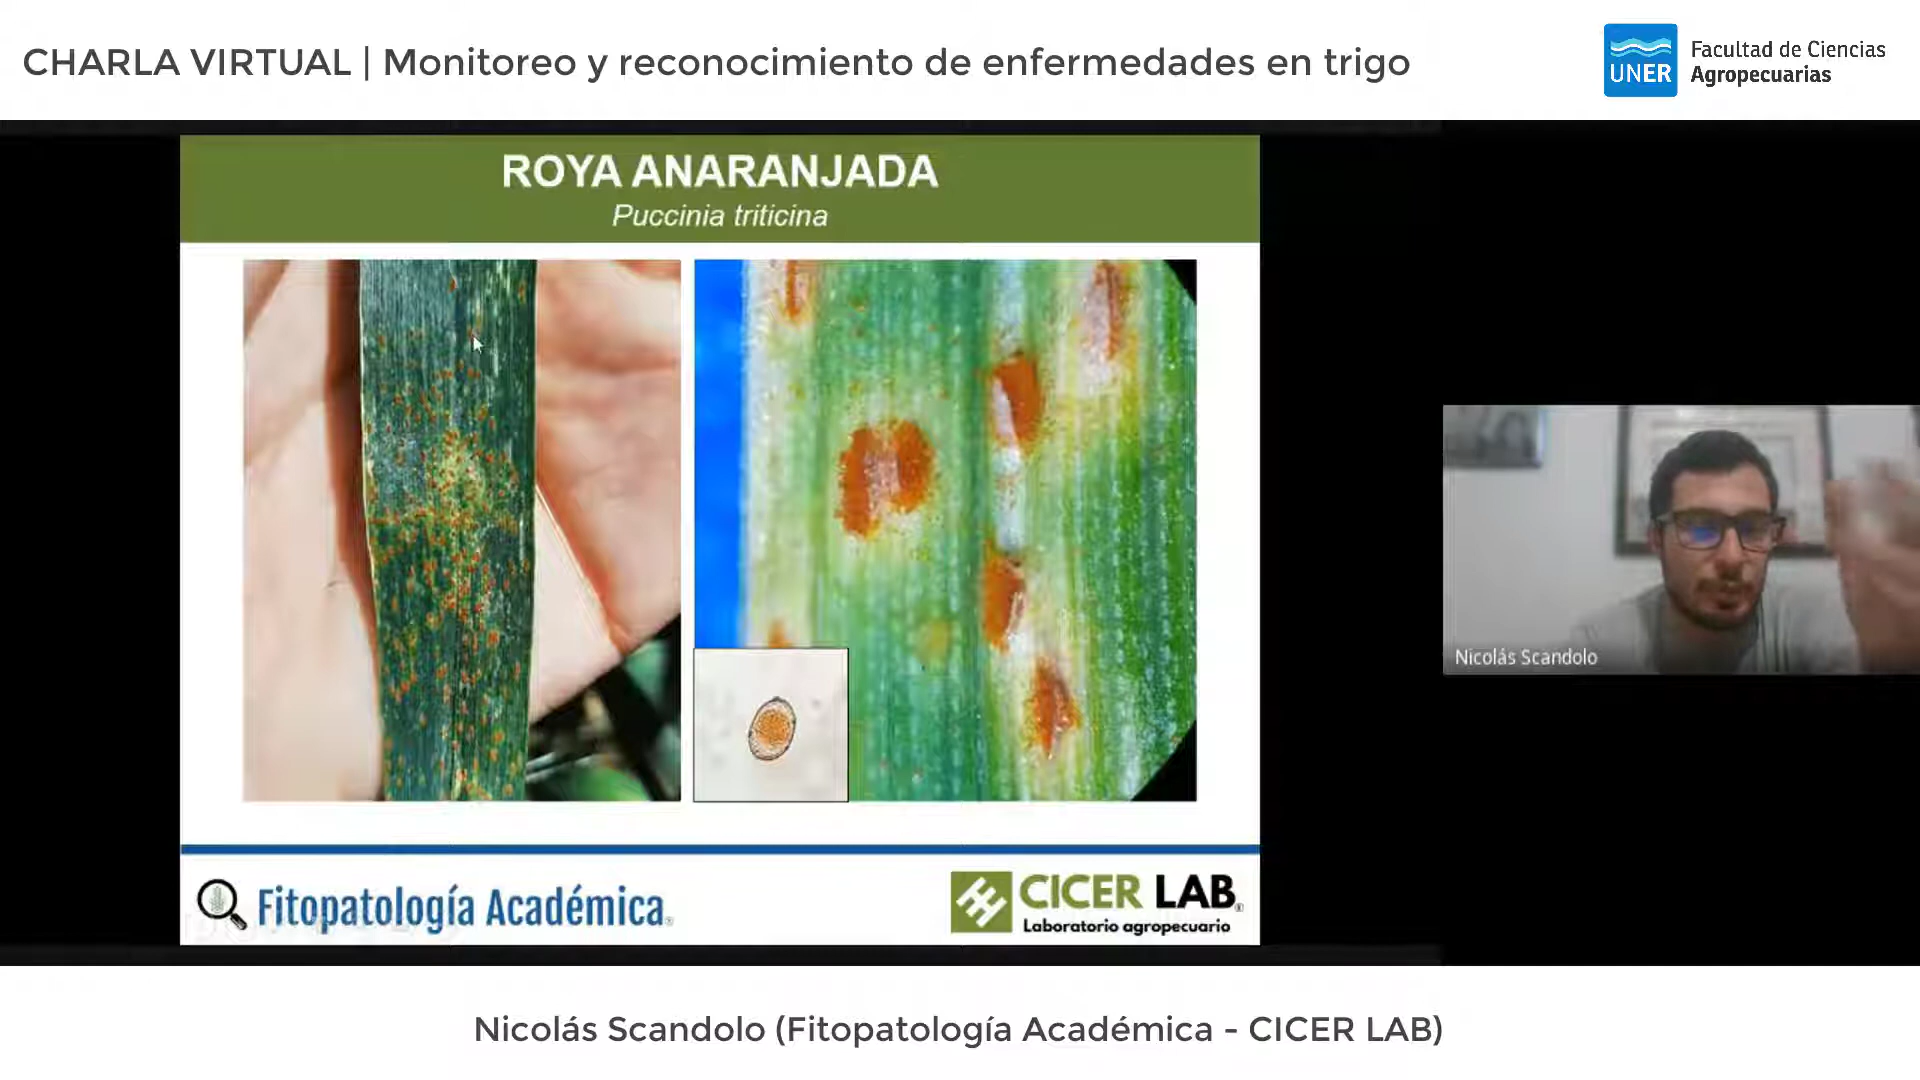 CHARLA VIRTUAL | Monitoreo y reconocimiento de enfermedades en trigo
UNER
Facultad de Ciencias
Agropecuarias
ROYA ANARANJADA
Puccinia triticina
Nicolás Scandolo
Fitopatología Académica®
CICER LAB®
Laboratorio agropecuario
Nicolás Scandolo (Fitopatología Académica - CICER LAB)